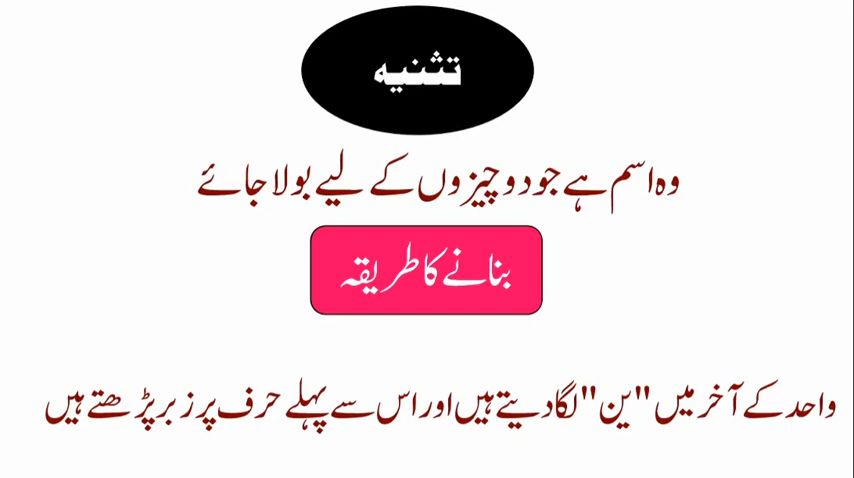 تثنیہ
وہ اسم ہے جو دو چیزوں کے لیے بولا جائے
بنانے کا طریقہ
واحد کے آخر میں "ین" لگا دیتے ہیں اور اس سے پہلے حرف پر زبر پڑھتے ہیں